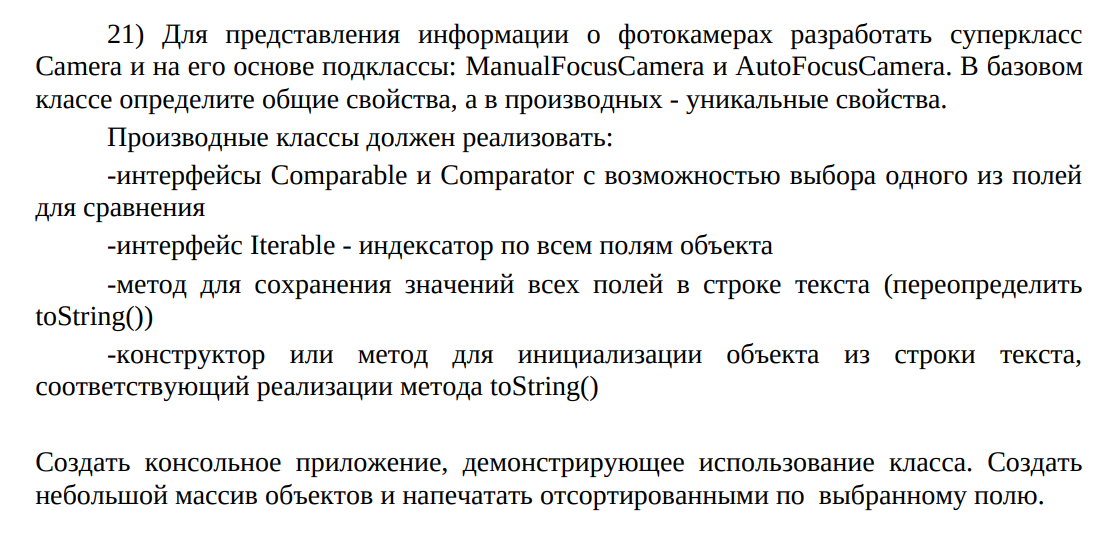 21) Для представления информации о фотокамерах разработать суперкласс
Camera и на его основе подклассы: ManualFocusCamera и AutoFocusCamera. В базовом
классе определите общие свойства, а в производных - уникальные свойства.
Производные классы должен реализовать:
-интерфейсы Comparable и Comparator с возможностью выбора одного из полей
для сравнения
-интерфейс Iterable - индексатор по всем полям объекта
-метод для сохранения значений всех полей в строке текста (переопределить
toString())
-конструктор или метод для инициализации объекта из строки текста,
соответствующий реализации метода toString()
Создать консольное приложение, демонстрирующее использование класса. Создать
небольшой массив объектов и напечатать отсортированными по  выбранному полю.